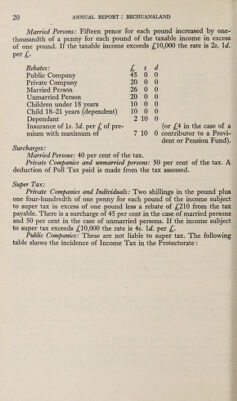 20 ANNUAL REPORT : BECHUANALAND
Married Persons: Fifteen pence for each pound increased by one-
thousandth of a penny for each pound of the taxable income in excess
of one pound. If the taxable income exceeds £10,000 the rate is 2s. 1d.
per £.
Rebates: £ s d
Public Company 45 0 0
Private Company 20 0 0
Married Person 26 0 0
Unmarried Person 20 0 0
Children under 18 years 10 0 0
Child 18-21 years (dependent) 10 0 0
Dependant 2 10 0
Insurance of 1s. 3d. per £ of pre- (or £4 in the case of a
mium with maximum of 7 10 0 contributor to a Provi-
dent or Pension Fund).
Surcharges:
Married Persons: 40 per cent of the tax.
Private Companies and unmarried persons: 50 per cent of the tax. A
deduction of Poll Tax paid is made from the tax assessed.
Super Tax:
Private Companies and Individuals: Two shillings in the pound plus
one four-hundredth of one penny for each pound of the income subject
to super tax in excess of one pound less a rebate of £210 from the tax
payable. There is a surcharge of 45 per cent in the case of married persons
and 50 per cent in the case of unmarried persons. If the income subject
to super tax exceeds £10,000 the rate is 4s. 1d. per £.
Public Companies: These are not liable to super tax. The following
table shows the incidence of Income Tax in the Protectorate: